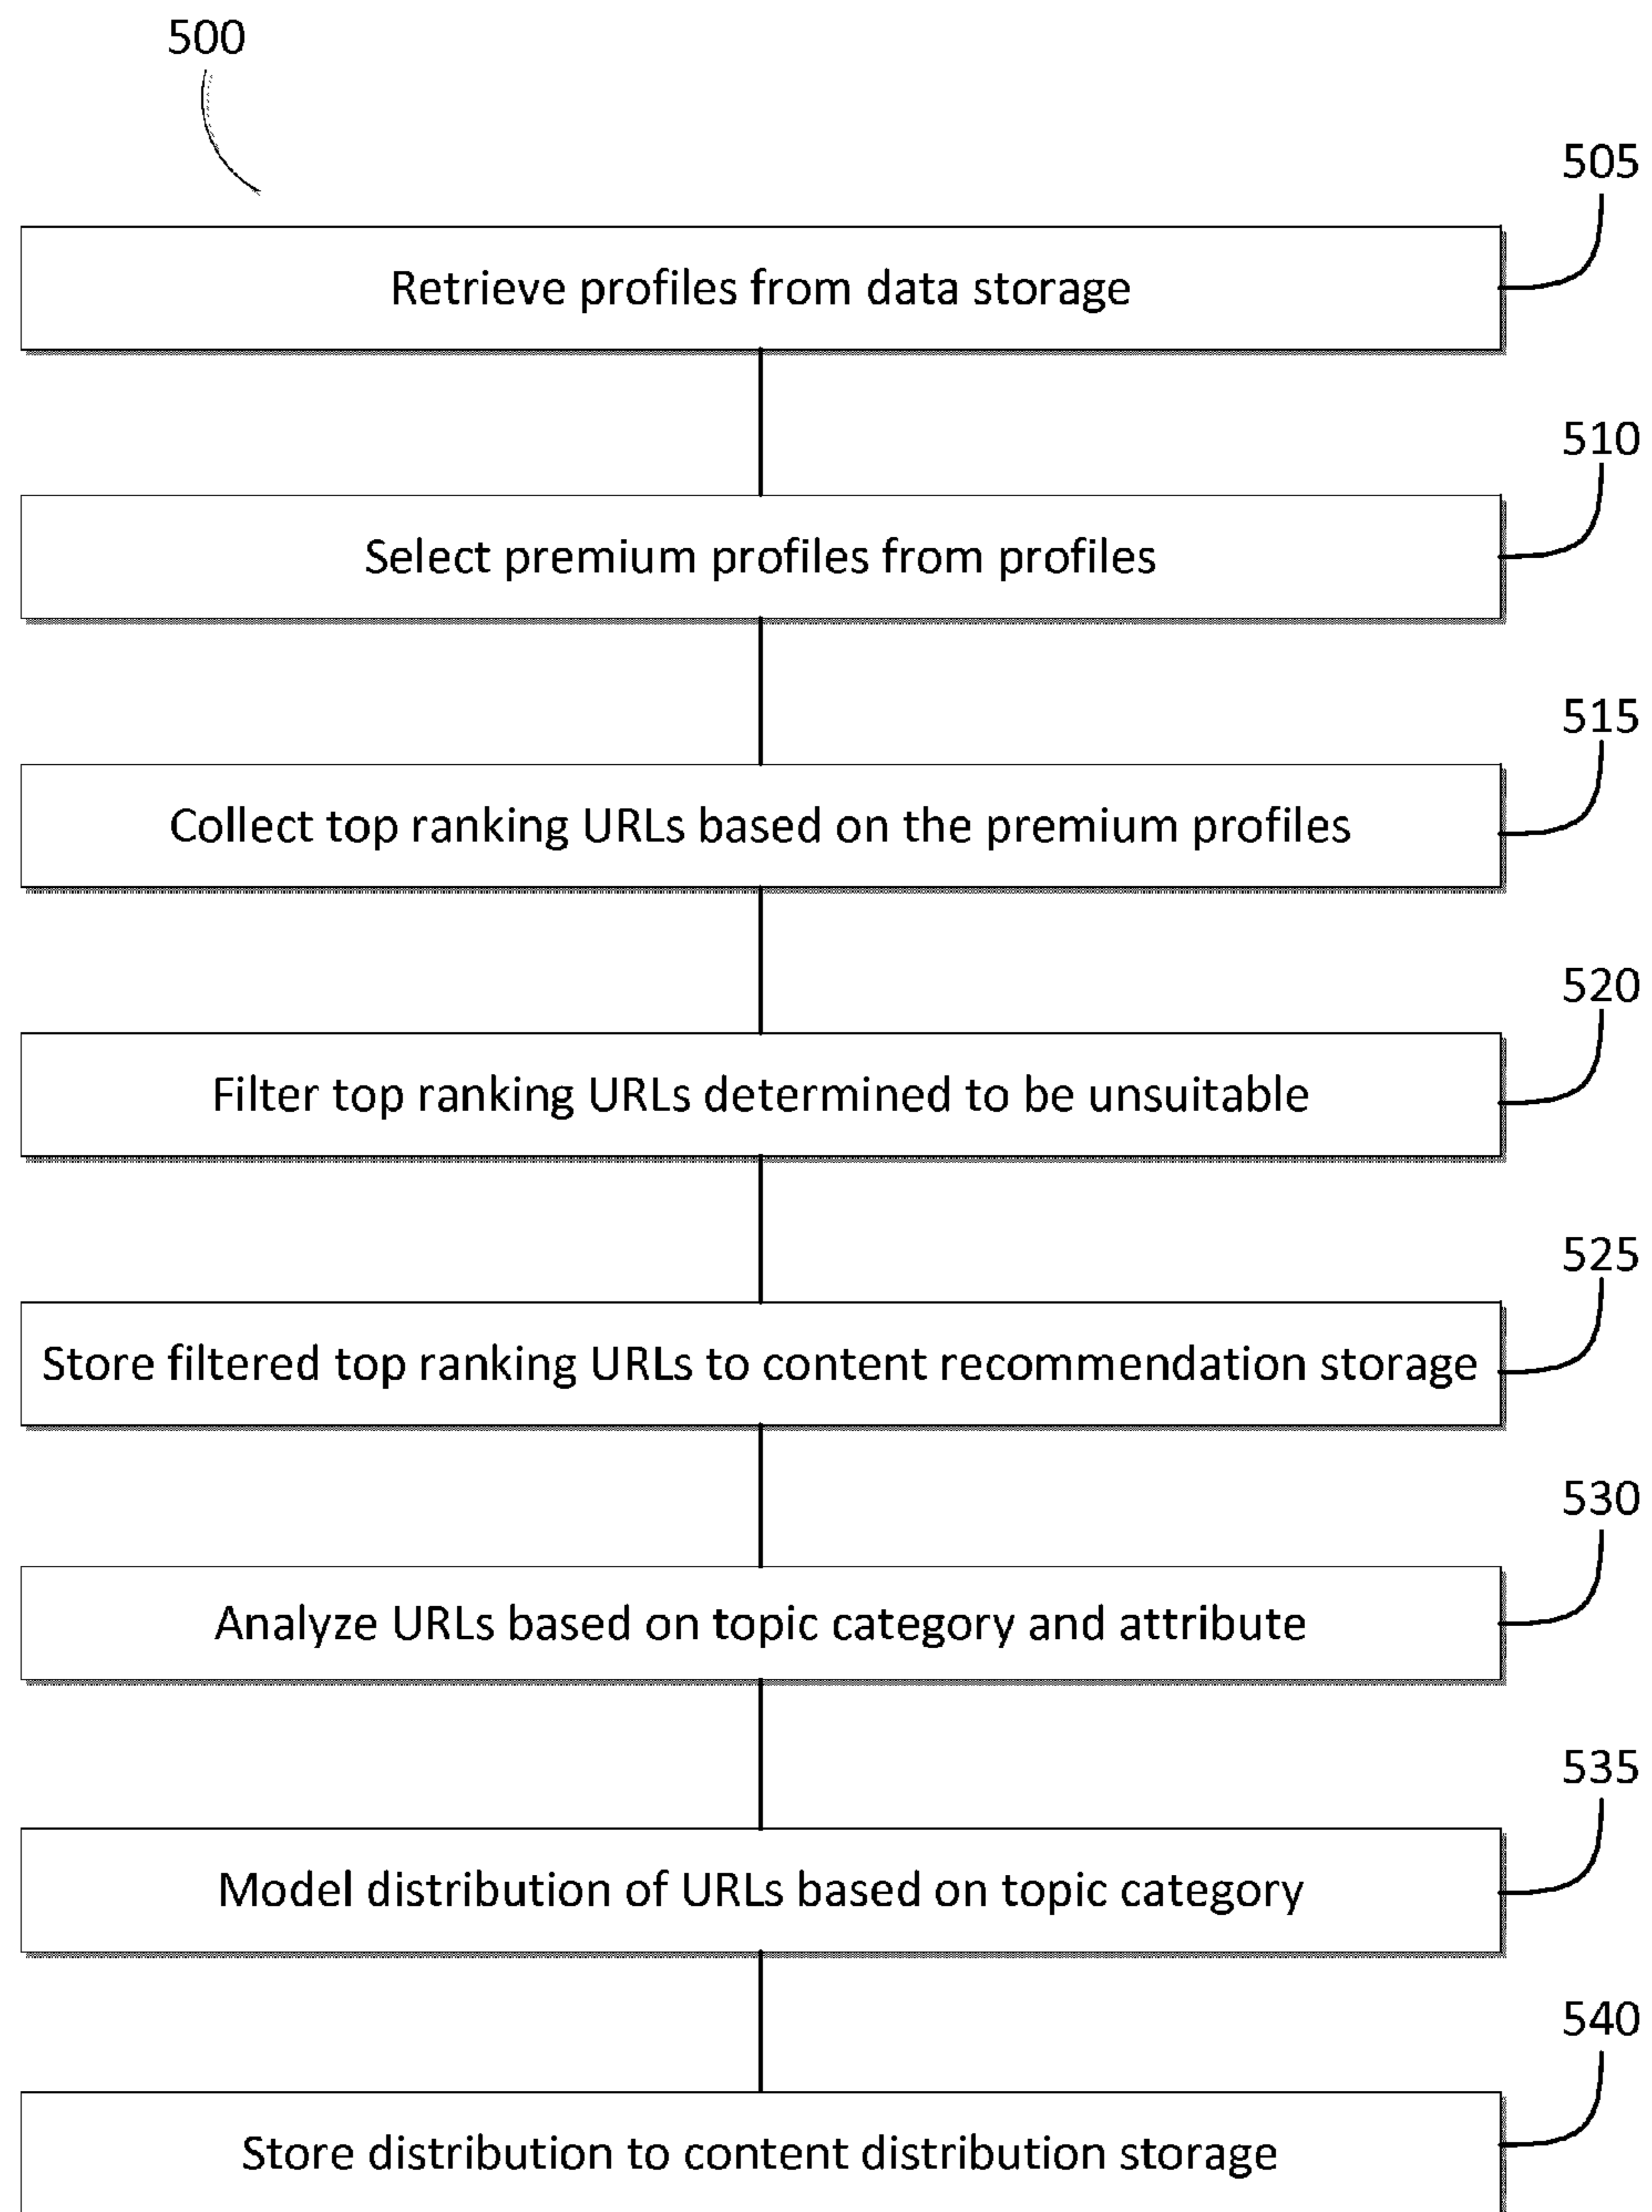 500
505
Retrieve profiles from data storage
510
Select premium profiles from profiles
515
Collect top ranking URLs based on the premium profiles
520
Filter top ranking URLs determined to be unsuitable
525
Store filtered top ranking URLs to content recommendation storage
530
Analyze URLs based on topic category and attribute
535
Model distribution of URLs based on topic category
540
Store distribution to content distribution storage